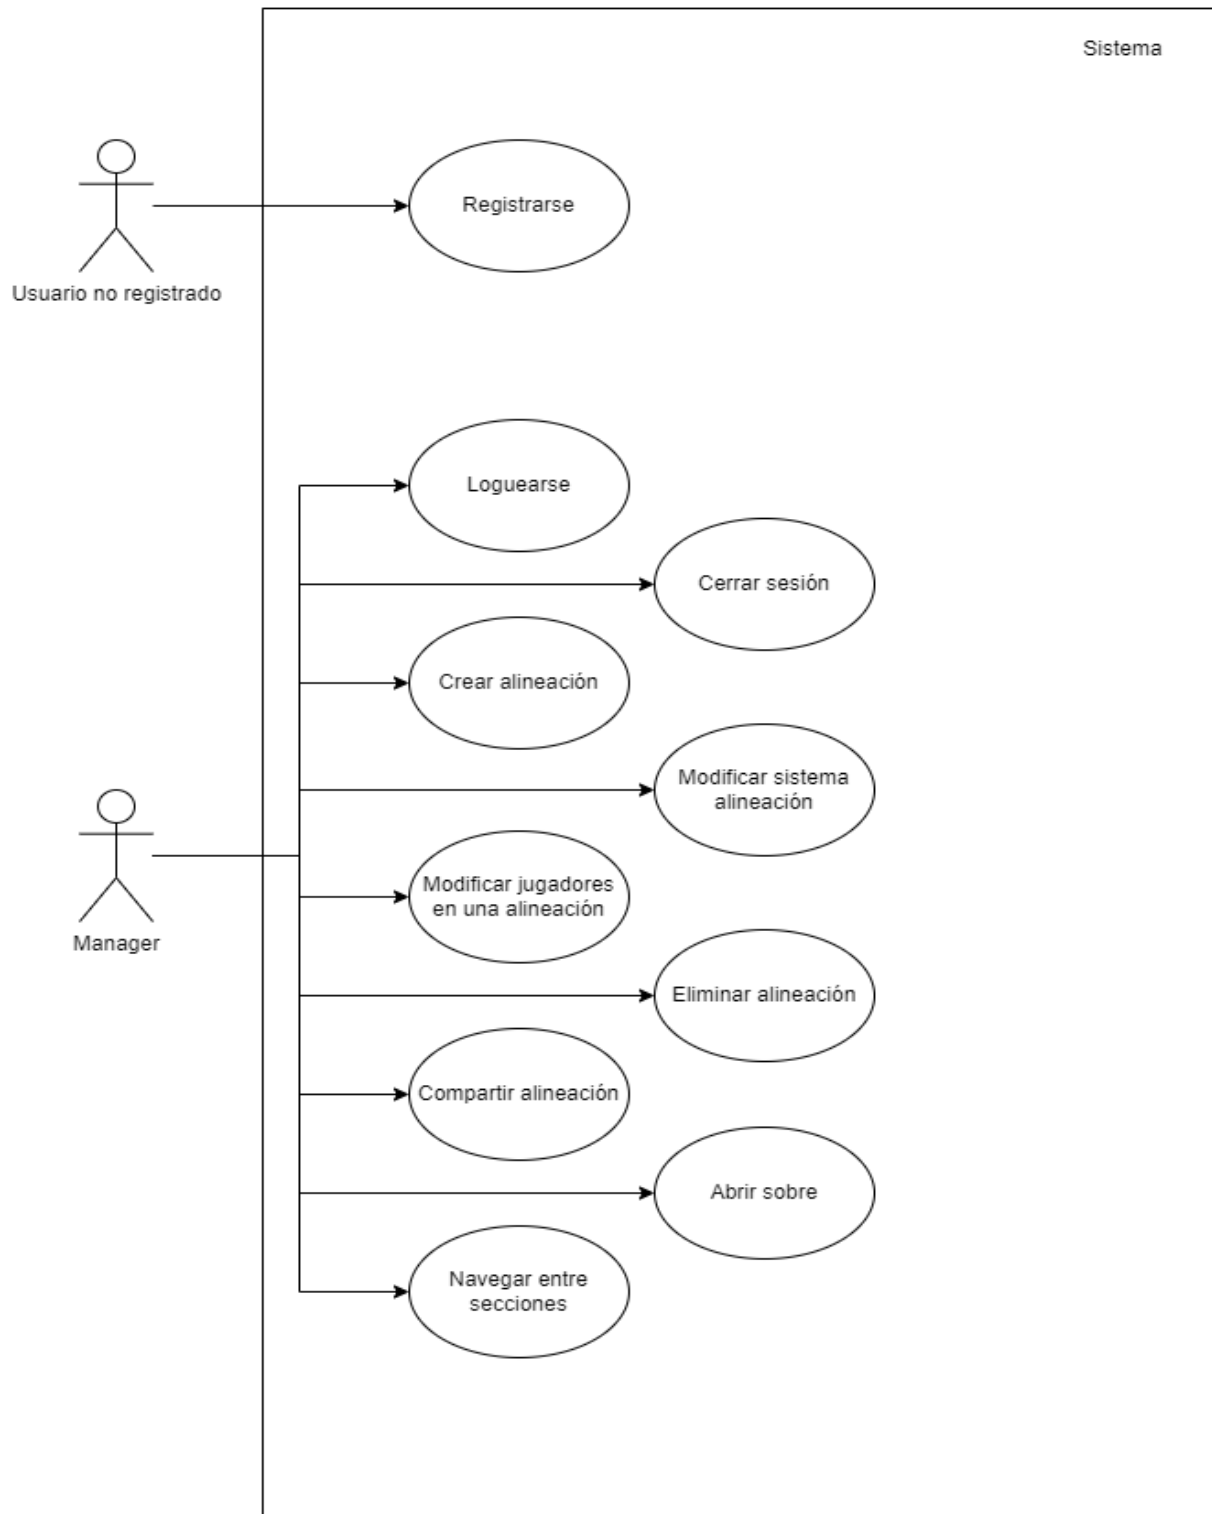 Sistema
Registrarse
Usuario no registrado
Loguearse
Cerrar sesión
Crear alineación
Modificar sistema
alineación
Modificar jugadores
en una alineación
Manager
Eliminar alineación
Compartir alineación
Abrir sobre
Navegar entre
secciones